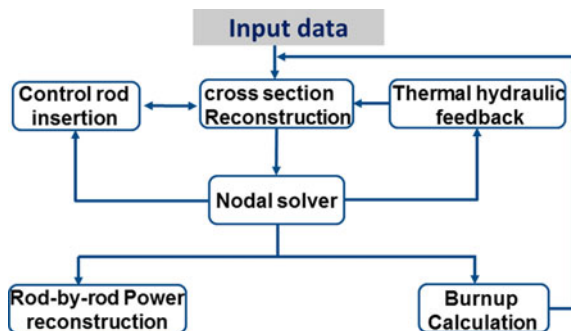 Input data
Control rod
insertion
cross section
Reconstruction
Thermal hydraulic
feedback
Nodal solver
Rod-by-rod Power
reconstruction
Burnup
Calculation